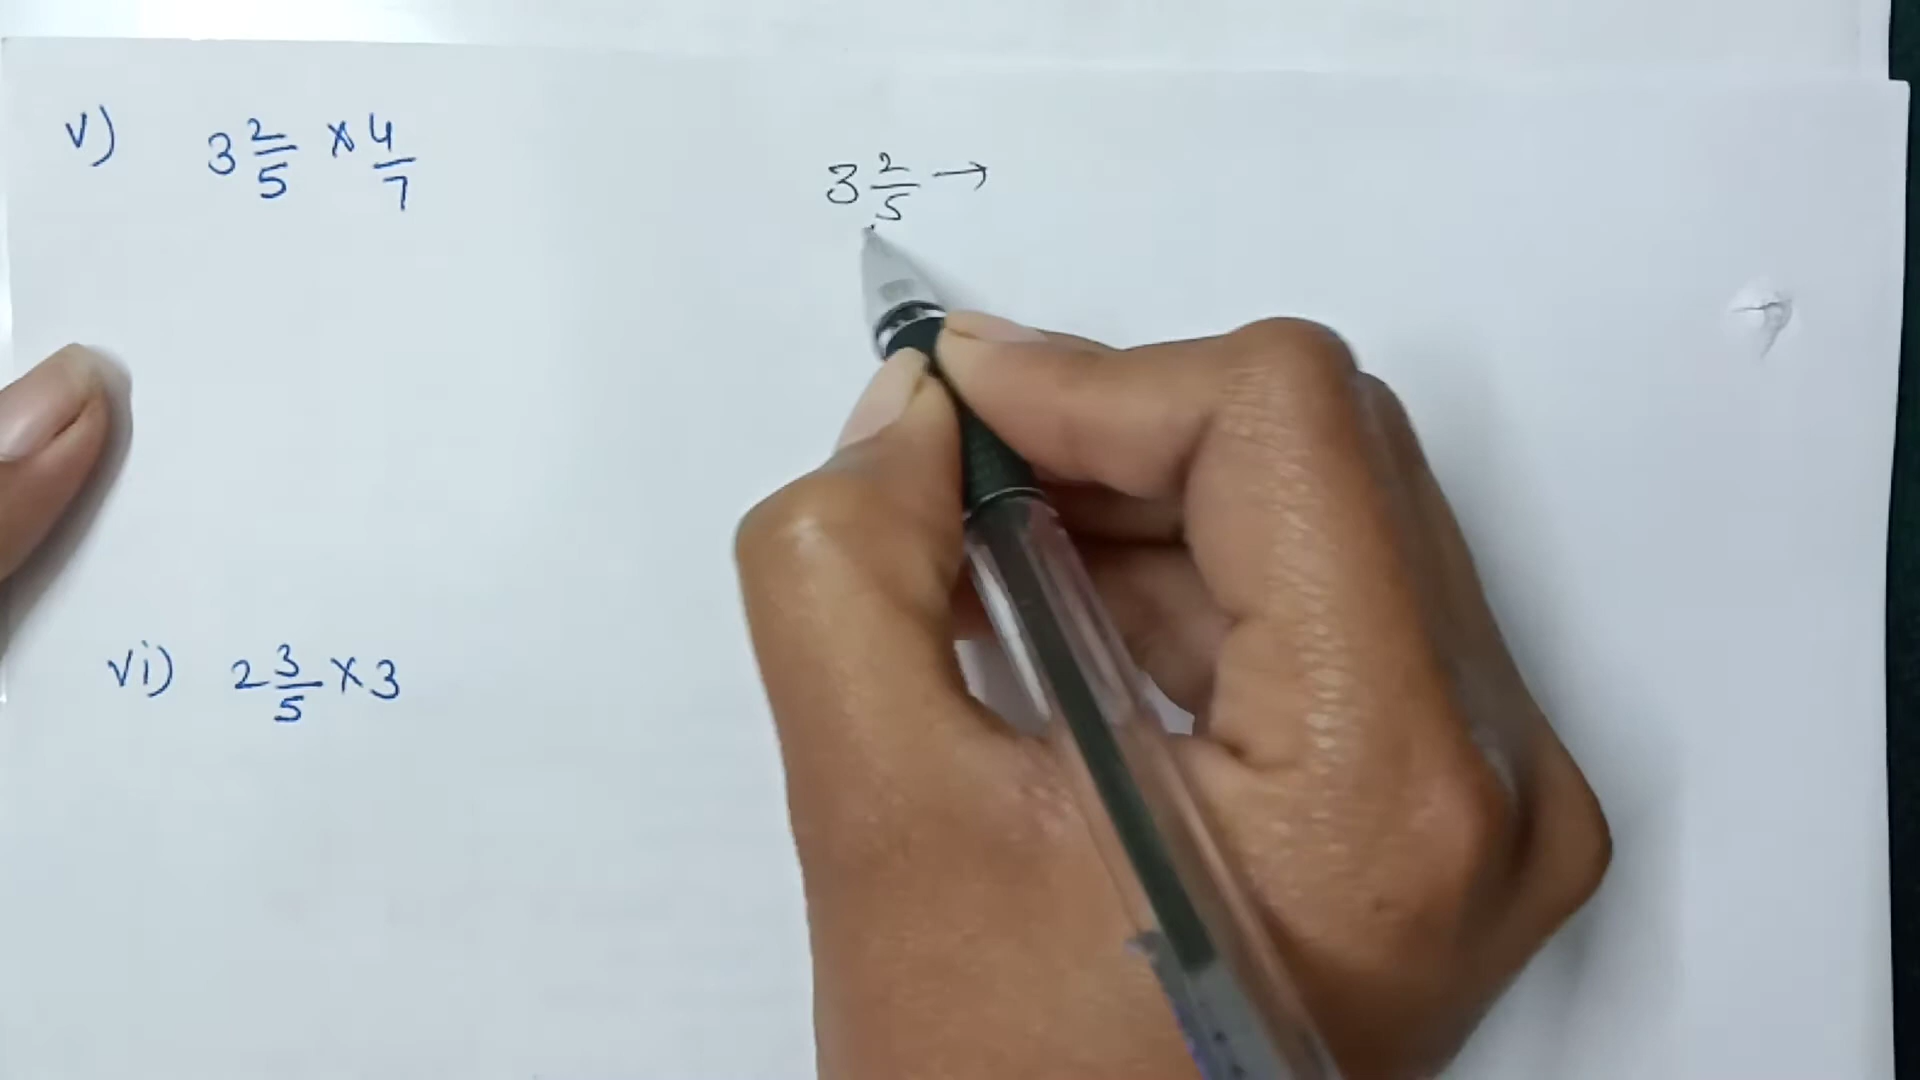 v) 3 2/5 × 4/7
3 2/5 →
vi) 2 3/5 × 3